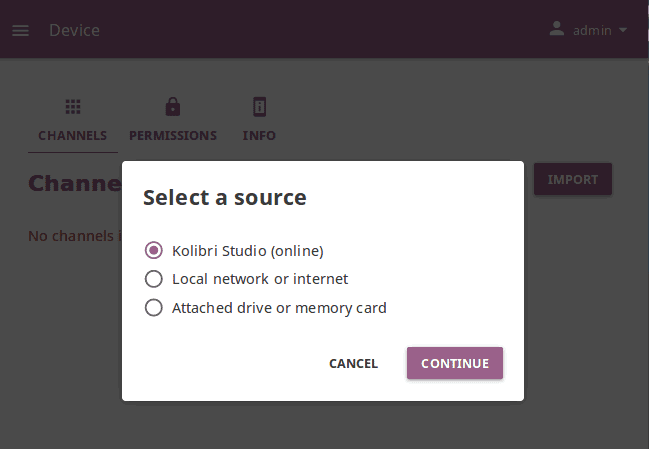 Device
admin
CHANNELS PERMISSIONS INFO
IMPORT
Select a source
Kolibri Studio (online)
Local network or internet
Attached drive or memory card
CANCEL CONTINUE
No channels